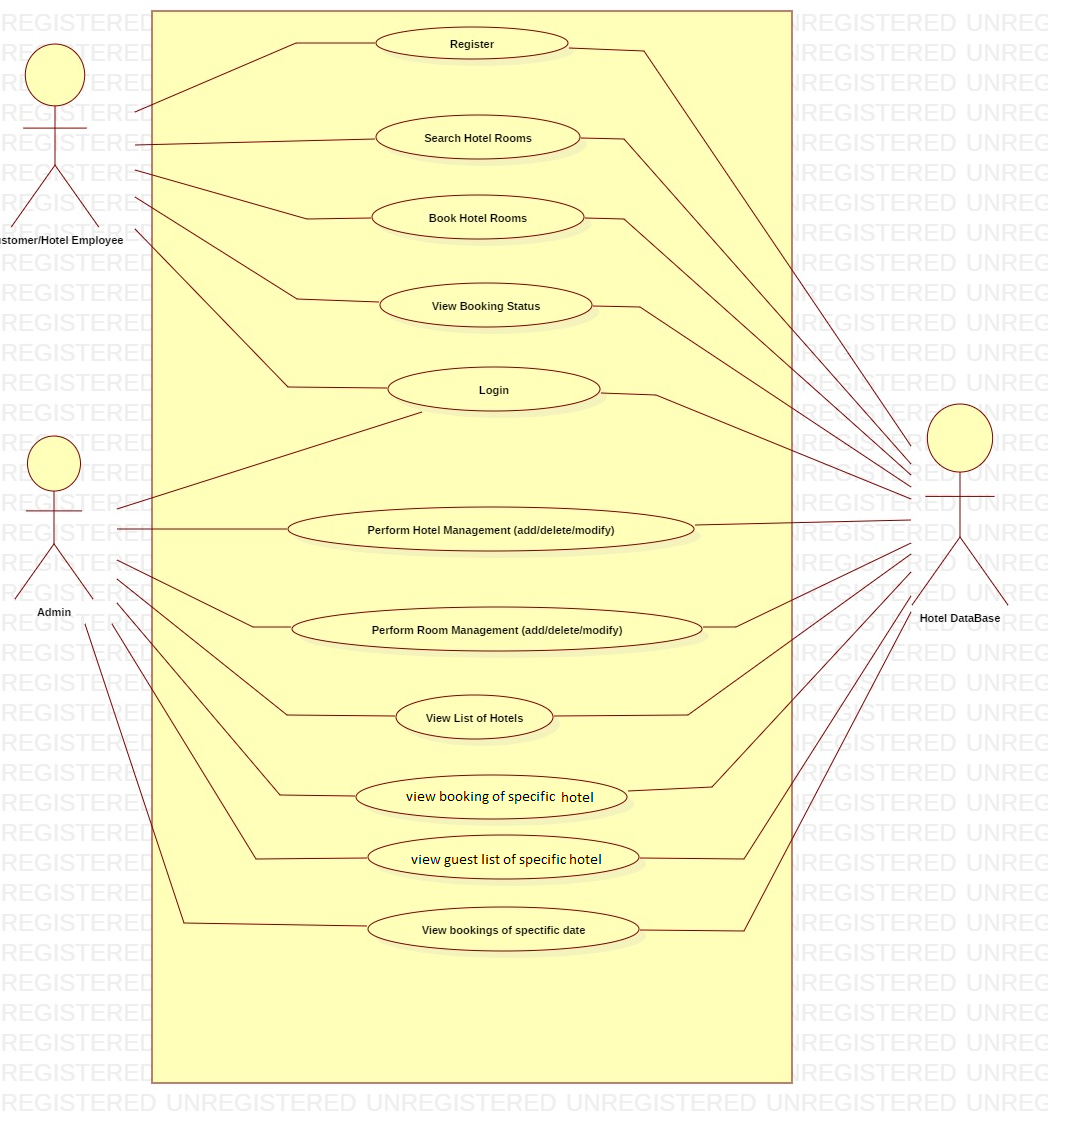 Register
Search Hotel Rooms
Book Hotel Rooms
ustomer/Hotel Employee
View Booking Status
Login
Perform Hotel Management (add/delete/modify)
Admin
Hotel DataBase
Perform Room Management (add/delete/modify)
View List of Hotels
view booking of specific hotel
view guest list of specific hotel
View bookings of spectific date
REGISTERED UNREGISTERED UNREGISTERED UNREGISTERED UNREGISTERED UNREG